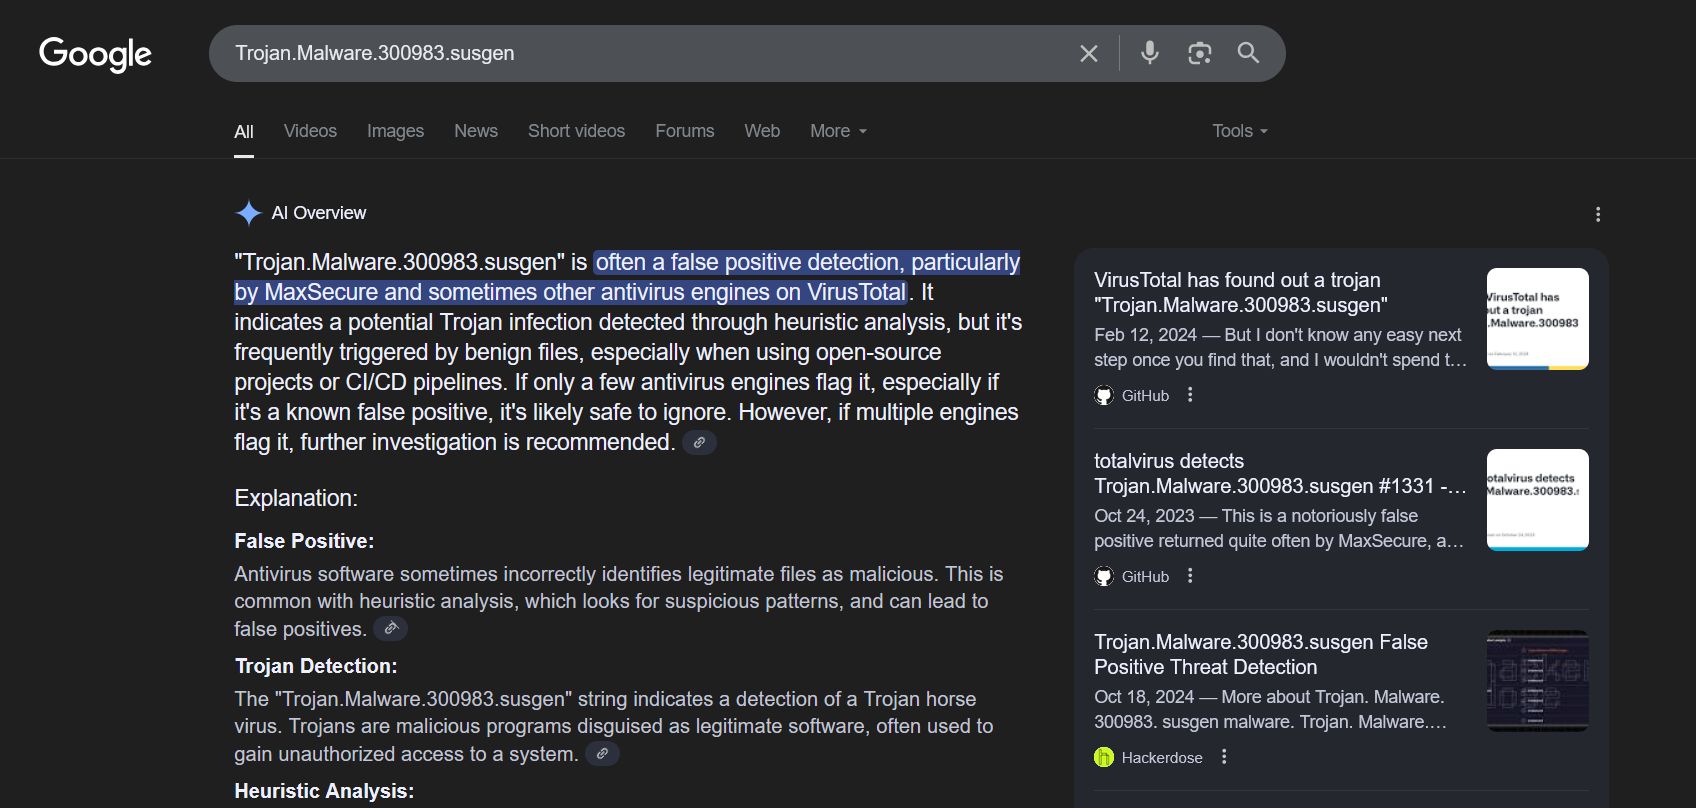 Google
Trojan.Malware.300983.susgen
All Videos Images News Short videos Forums Web More Tools
AI Overview
"Trojan.Malware.300983.susgen" is often a false positive detection, particularly
by MaxSecure and sometimes other antivirus engines on VirusTotal. It
indicates a potential Trojan infection detected through heuristic analysis, but it's
frequently triggered by benign files, especially when using open-source
projects or CI/CD pipelines. If only a few antivirus engines flag it, especially if
it's a known false positive, it's likely safe to ignore. However, if multiple engines
flag it, further investigation is recommended.
Explanation:
False Positive:
Antivirus software sometimes incorrectly identifies legitimate files as malicious. This is
common with heuristic analysis, which looks for suspicious patterns, and can lead to
false positives.
Trojan Detection:
The "Trojan.Malware.300983.susgen" string indicates a detection of a Trojan horse
virus. Trojans are malicious programs disguised as legitimate software, often used to
gain unauthorized access to a system.
Heuristic Analysis:
VirusTotal has found out a trojan
"Trojan.Malware.300983.susgen"
Feb 12, 2024 — But I don't know any easy next
step once you find that, and I wouldn't spend t...
GitHub
VirusTotal has
out a trojan
.Malware.300983
totalvirus detects
Trojan.Malware.300983.susgen #1331 -...
Oct 24, 2023 — This is a notoriously false
positive returned quite often by MaxSecure, a...
GitHub
otalvirus detects
Malware.300983.s
Trojan.Malware.300983.susgen False
Positive Threat Detection
Oct 18, 2024 — More about Trojan. Malware.
300983. susgen malware. Trojan. Malware....
Hackerdose